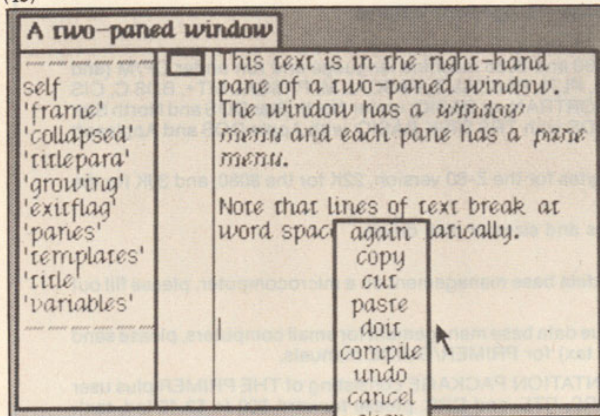 A two-paned window
self
'frame'
'collapsed'
'titlepara'
'growing'
'exitflag'
'panes'
'templates'
'title'
'variables'
This text is in the right-hand
pane of a two-paned window.
The window has a window
menu and each pane has a pane
menu.
Note that lines of text break at
word spac atically.
again
copy
cut
paste
doit
compile
undo
cancel